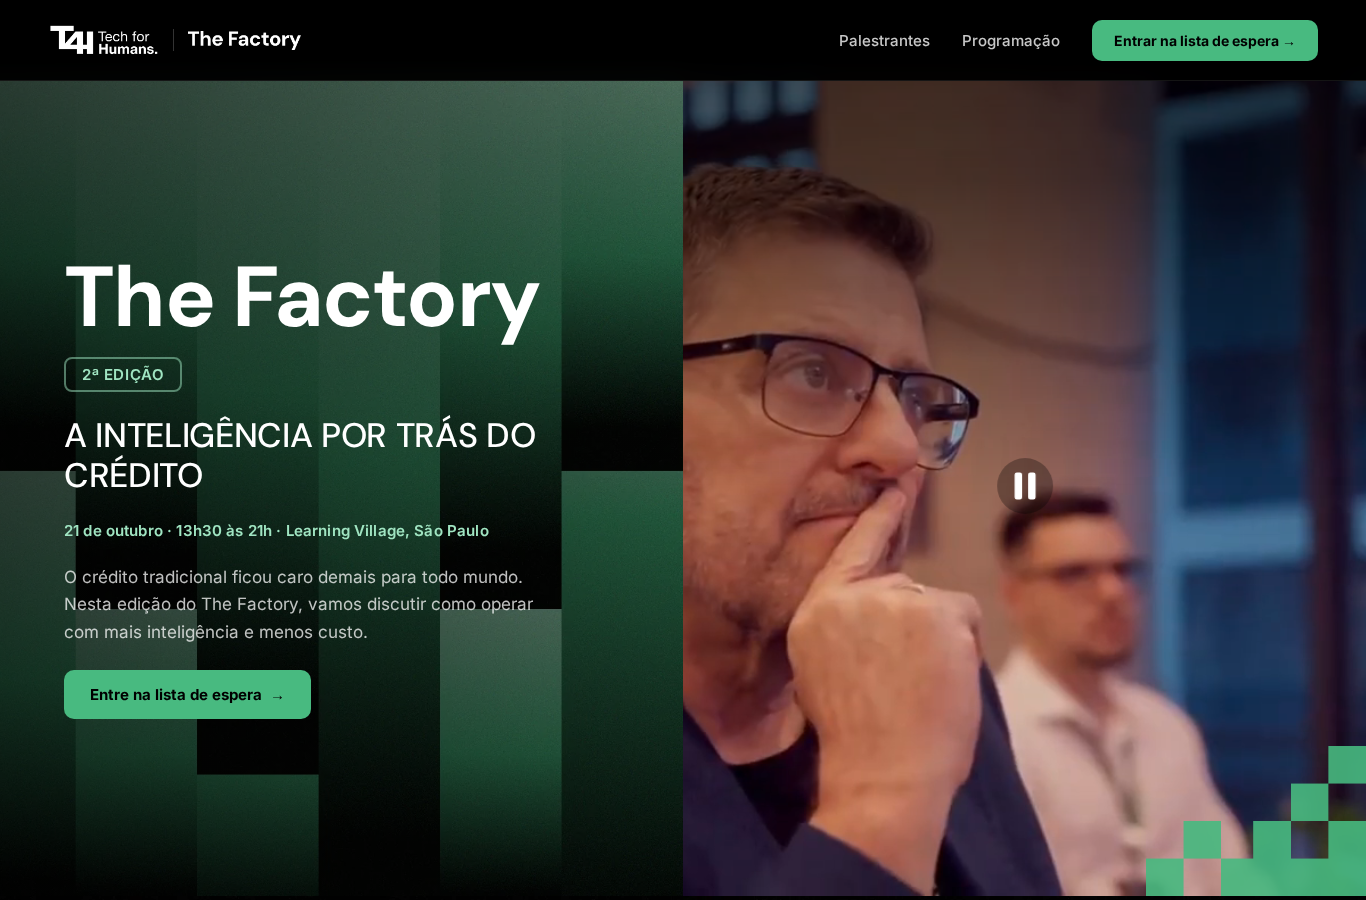 T4H Tech for Humans.
The Factory
Palestrantes
Programação
Entrar na lista de espera →
The Factory
2ª EDIÇÃO
A INTELIGÊNCIA POR TRÁS DO
CRÉDITO
21 de outubro · 13h30 às 21h · Learning Village, São Paulo
O crédito tradicional ficou caro demais para todo mundo.
Nesta edição do The Factory, vamos discutir como operar
com mais inteligência e menos custo.
Entre na lista de espera →